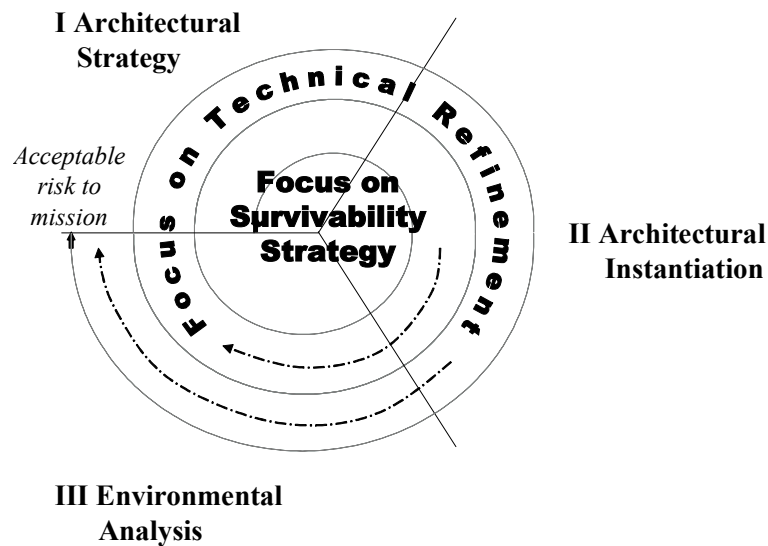 I Architectural
Strategy
Focus on Technical Refinement
Acceptable
risk to
mission
Focus on
Survivability
Strategy
II Architectural
Instantiation
III Environmental
Analysis